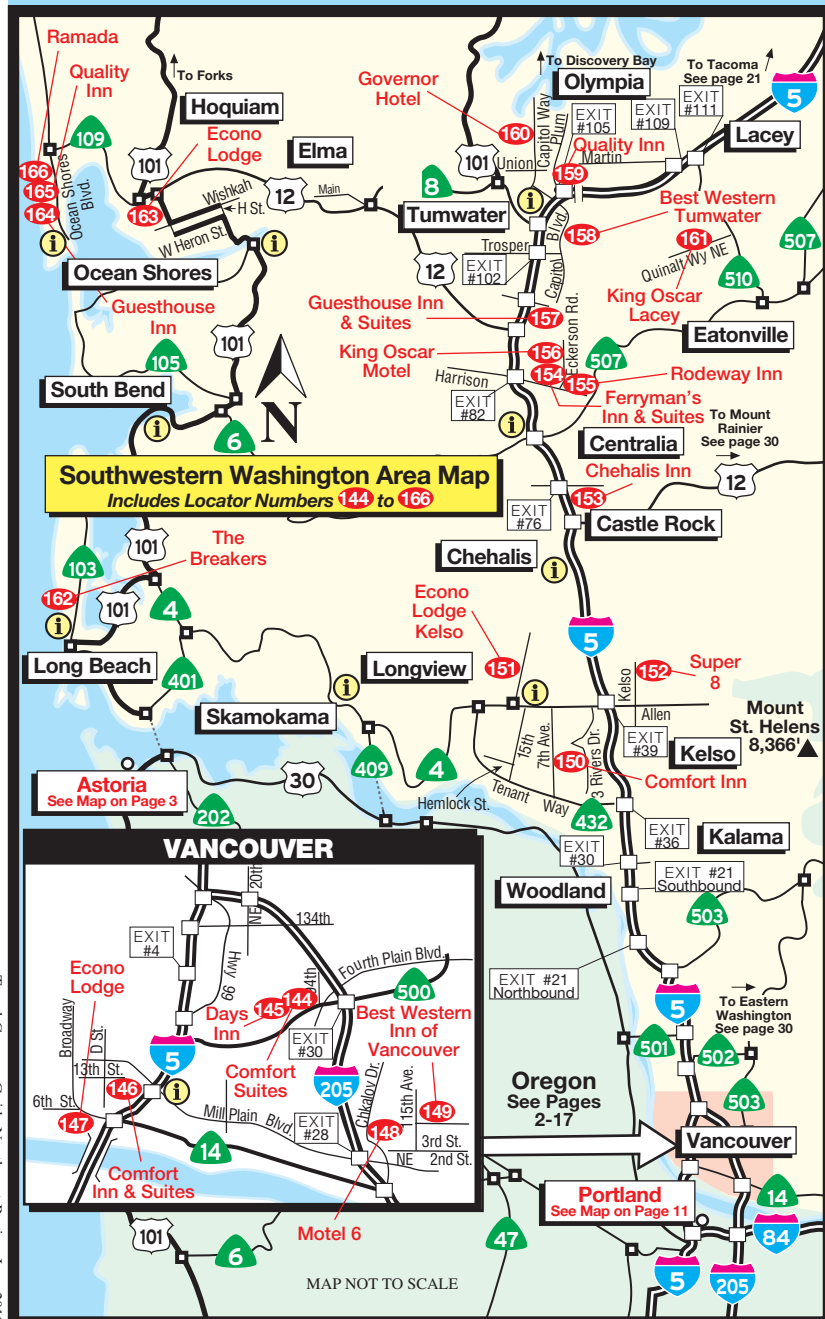 Ramada
Quality
Inn
To Forks
Hoquiam
Econo
Lodge
Elma
109
101
166
165
164
Ocean Shores
Blvd.
163
Wishkah
H St.
W Heron St.
12
Main
i
i
Ocean Shores
Guesthouse
Inn
105
101
South Bend
i
6
N
Governor
Hotel
160
To Discovery Bay
Olympia
To Tacoma
See page 21
5
Capitol Way
Plum
EXIT
#105
EXIT
#109
EXIT
#111
Lacey
Quality Inn
Martin
Union
101
8
159
i
Tumwater
Best Western
Tumwater
158
Capitol Blvd.
Trosper
EXIT
#102
12
161
Quinalt Wy NE
King Oscar
Lacey
510
507
Guesthouse Inn
& Suites
157
Eatonville
King Oscar
Motel
156
154
155
Eckerson Rd.
507
Rodeway Inn
Harrison
EXIT
#82
Ferryman's
Inn & Suites
i
Centralia
To Mount
Rainier
See page 30
12
Southwestern Washington Area Map
Includes Locator Numbers 144 to 166
Chehalis Inn
153
EXIT
#76
Castle Rock
Chehalis
i
101
The
Breakers
103
162
101
4
i
Long Beach
401
Econo
Lodge
Kelso
151
5
Longview
i
i
Kelso
152
Super
8
Allen
EXIT
#39
Kelso
Mount
St. Helens
8,366'
Skamokama
409
4
15th
7th Ave.
150
3 Rivers Dr.
Comfort Inn
Hemlock St.
Tenant Way
432
EXIT
#36
EXIT
#30
Kalama
Astoria
See Map on Page 3
30
202
Woodland
EXIT #21
Southbound
503
EXIT #21
Northbound
5
To Eastern
Washington
See page 30
501
502
503
Oregon
See Pages
2-17
Vancouver
14
Portland
See Map on Page 11
84
5
205
47
101
6
MAP NOT TO SCALE
VANCOUVER
NE 20th
134th
EXIT
#4
Hwy 99
94th
Fourth Plain Blvd.
500
Econo
Lodge
Days
Inn
145
144
Comfort
Suites
EXIT
#30
Best Western
Inn of
Vancouver
Broadway
D St.
13th St.
6th St.
5
i
146
147
205
Chkalov Dr.
115th Ave.
149
Mill Plain Blvd.
EXIT
#28
148
3rd St.
NE 2nd St.
14
Comfort
Inn & Suites
Motel 6